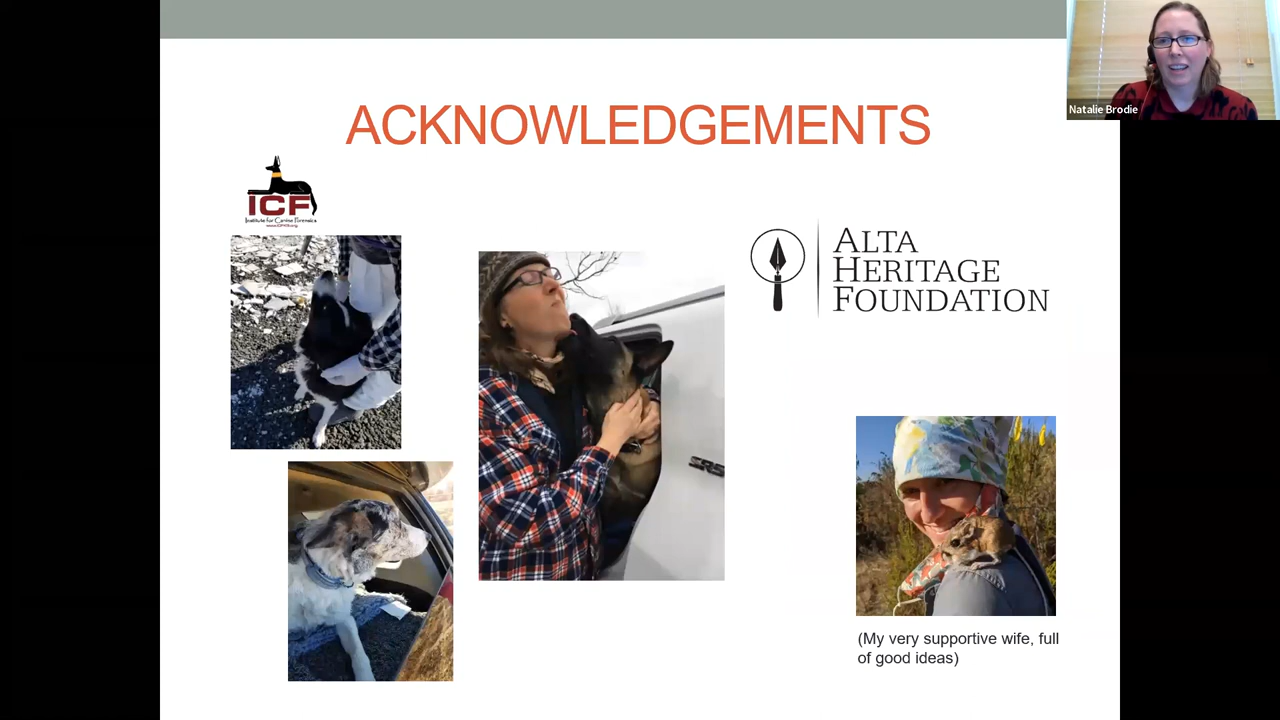 Natalie Brodie
ACKNOWLEDGEMENTS
ICF
Institute for Canine Forensics
ALTA
HERITAGE
FOUNDATION
(My very supportive wife, full
of good ideas)